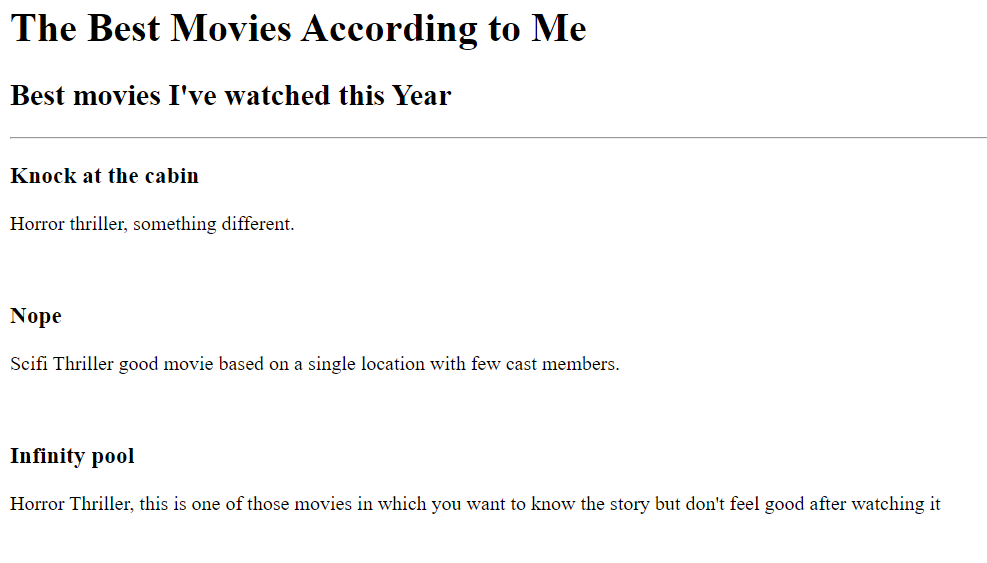 The Best Movies According to Me
Best movies I've watched this Year
Knock at the cabin
Horror thriller, something different.
Nope
Scifi Thriller good movie based on a single location with few cast members.
Infinity pool
Horror Thriller, this is one of those movies in which you want to know the story but don't feel good after watching it